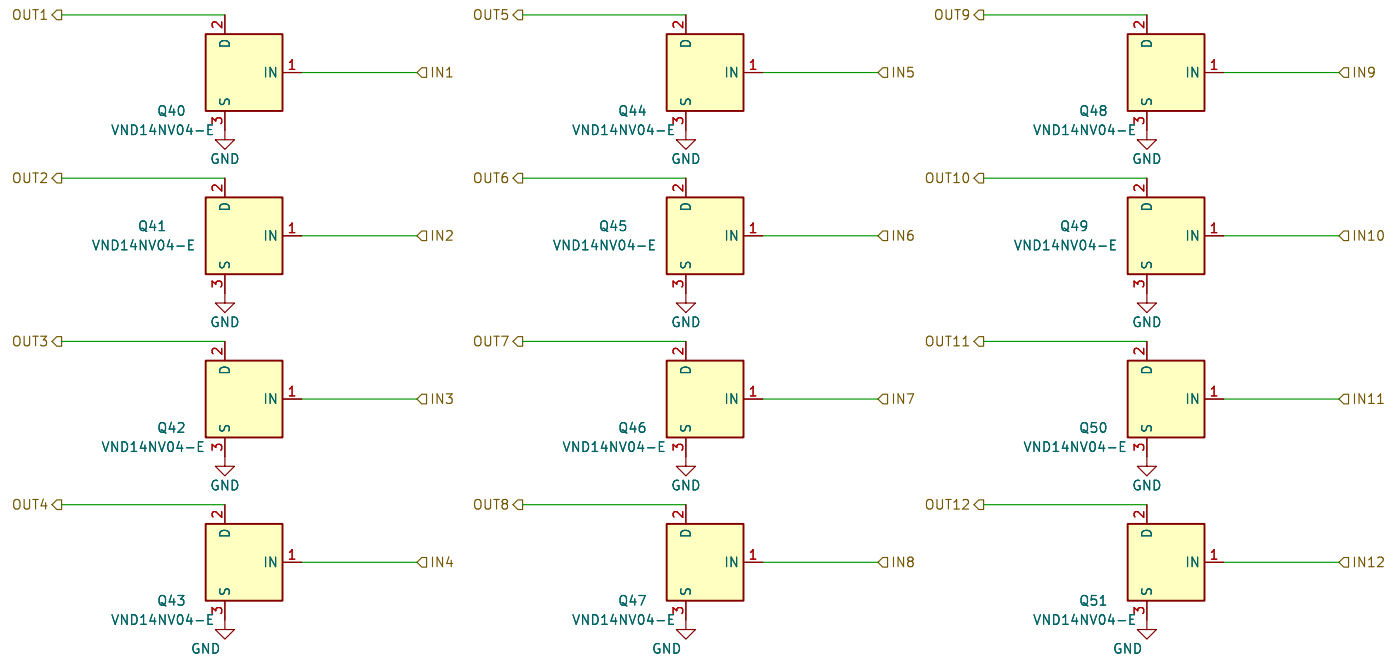 OUT1
2
D
IN
1
IN1
S
3
Q40
VND14NV04-E
GND
OUT5
2
D
IN
1
IN5
S
3
Q44
VND14NV04-E
GND
OUT9
2
D
IN
1
IN9
S
3
Q48
VND14NV04-E
GND
OUT2
2
D
IN
1
IN2
S
3
Q41
VND14NV04-E
GND
OUT6
2
D
IN
1
IN6
S
3
Q45
VND14NV04-E
GND
OUT10
2
D
IN
1
IN10
S
3
Q49
VND14NV04-E
GND
OUT3
2
D
IN
1
IN3
S
3
Q42
VND14NV04-E
GND
OUT7
2
D
IN
1
IN7
S
3
Q46
VND14NV04-E
GND
OUT11
2
D
IN
1
IN11
S
3
Q50
VND14NV04-E
GND
OUT4
2
D
IN
1
IN4
S
3
Q43
VND14NV04-E
GND
OUT8
2
D
IN
1
IN8
S
3
Q47
VND14NV04-E
GND
OUT12
2
D
IN
1
IN12
S
3
Q51
VND14NV04-E
GND